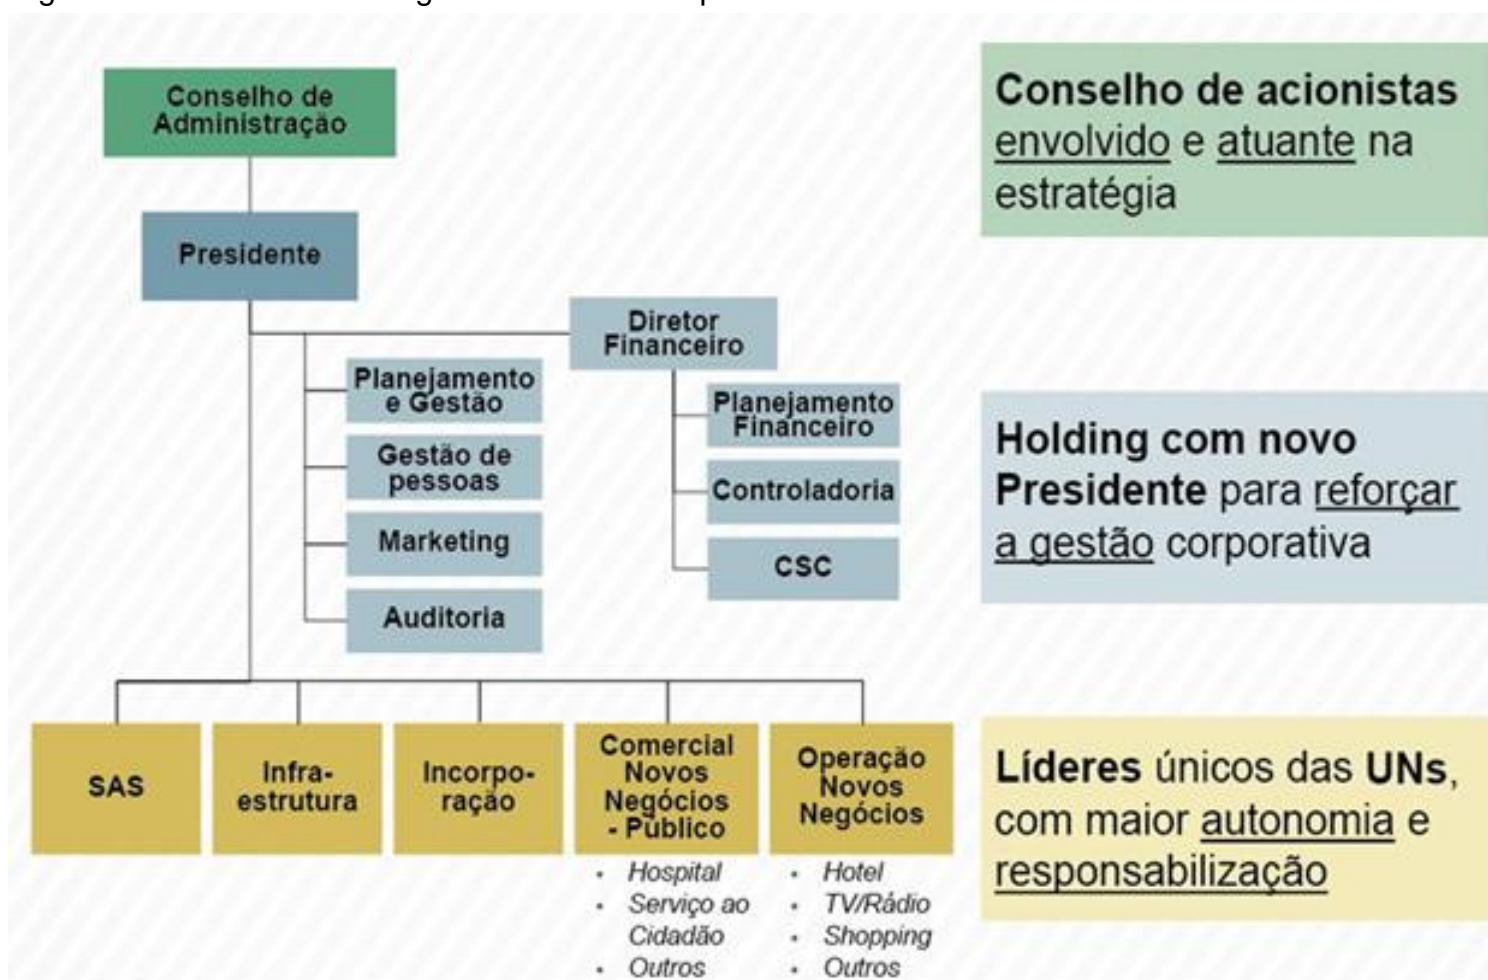 Conselho de
Administração
Presidente
Diretor
Financeiro
Planejamento
e Gestão
Gestão de
pessoas
Marketing
Auditoria
Planejamento
Financeiro
Controladoria
CSC
SAS
Infra-
estrutura
Incorpo-
ração
Comercial
Novos
Negócios
- Público
• Hospital
• Serviço ao
Cidadão
• Outros
Operação
Novos
Negócios
• Hotel
• TV/Rádio
• Shopping
• Outros
Conselho de acionistas
envolvido e atuante na
estratégia
Holding com novo
Presidente para reforçar
a gestão corporativa
Líderes únicos das UNs,
com maior autonomia e
responsabilização